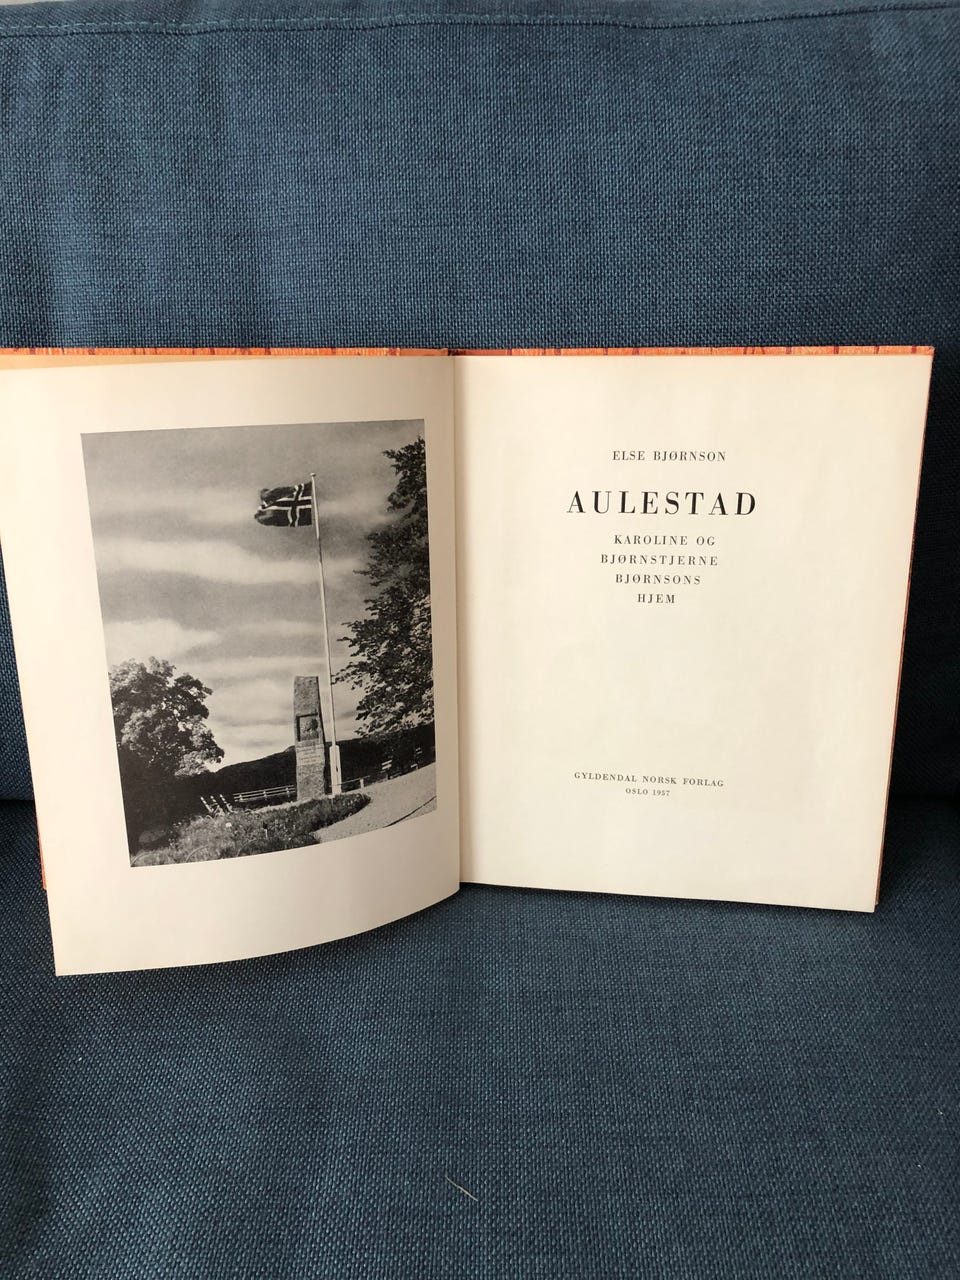 ELSE BJØRNSON
AULESTAD
KAROLINE OG
BJØRNSTJERNE
BJØRNSONS
HJEM
GYLDENDAL NORSK FORLAG
OSLO 1957